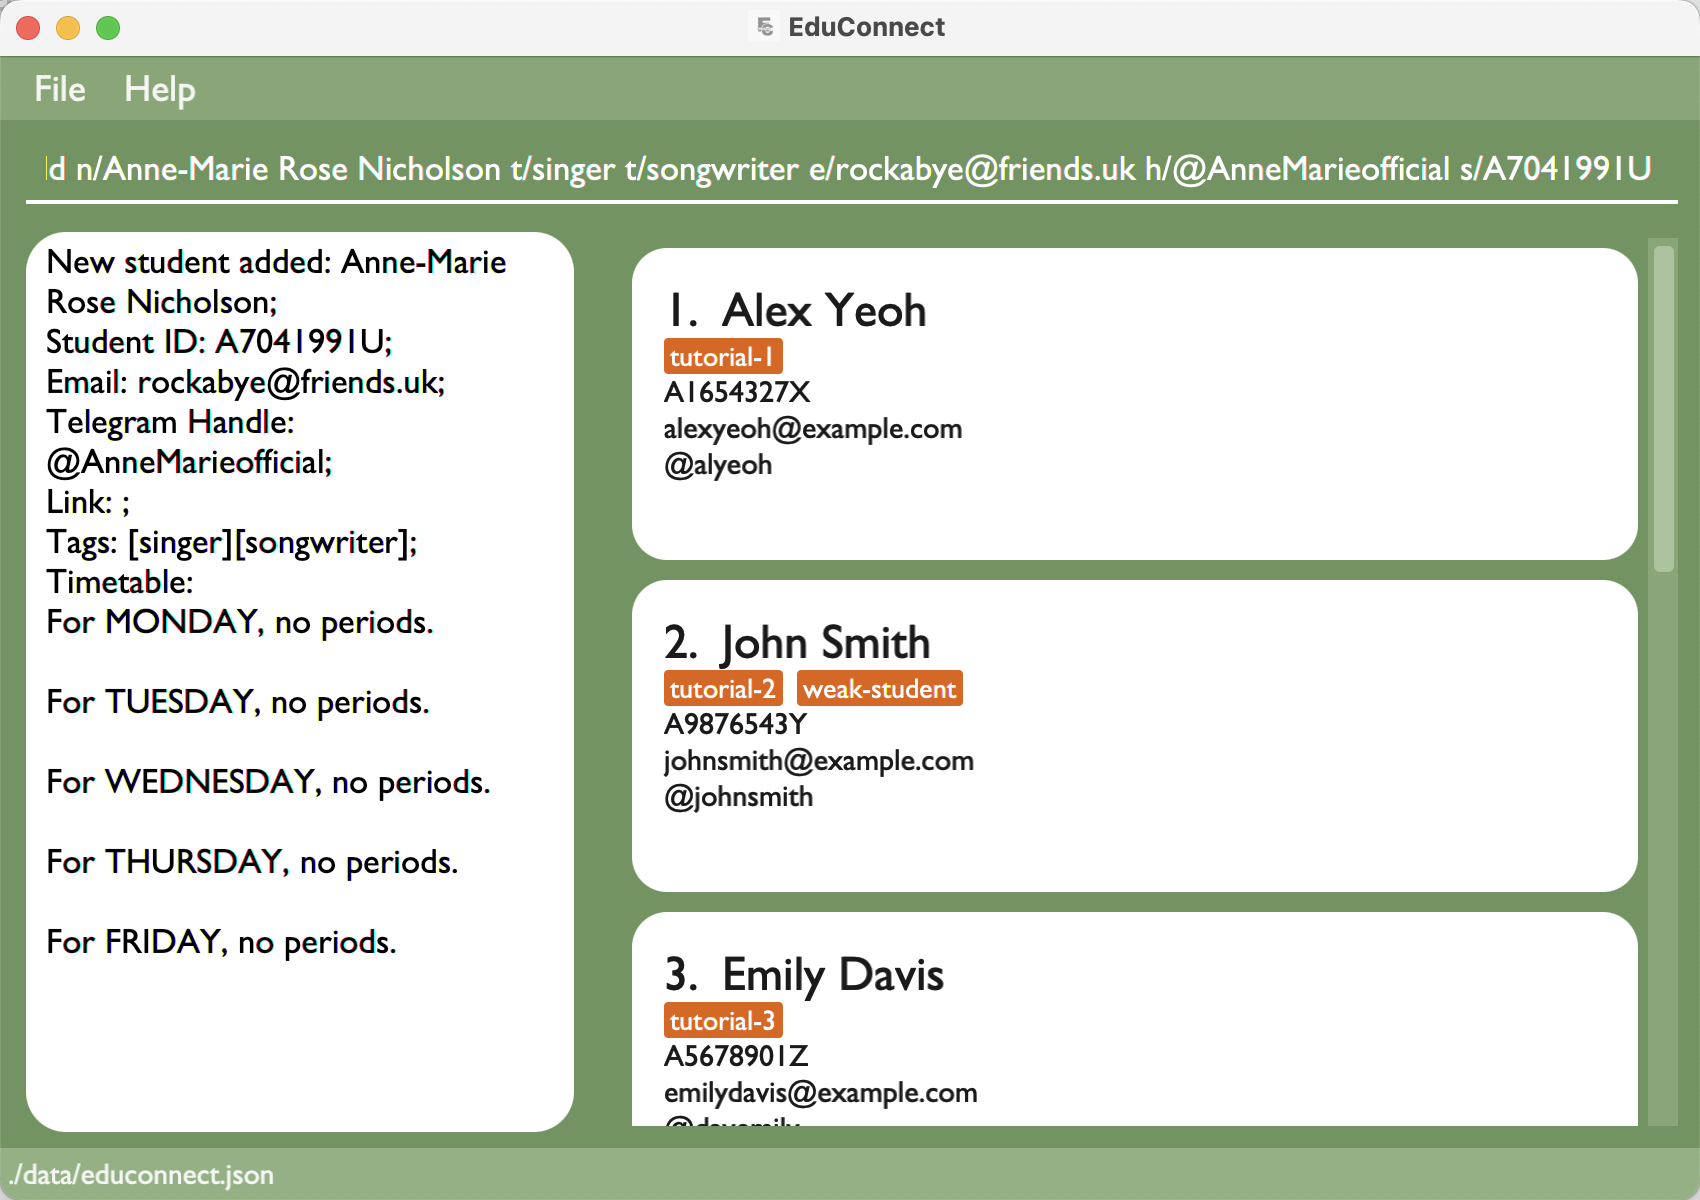 EduConnect
File Help
d n/Anne-Marie Rose Nicholson t/singer t/songwriter e/rockabye@friends.uk h/@AnneMarieofficial s/A7041991U
New student added: Anne-Marie
Rose Nicholson;
Student ID: A7041991U;
Email: rockabye@friends.uk;
Telegram Handle:
@AnneMarieofficial;
Link: ;
Tags: [singer][songwriter];
Timetable:
For MONDAY, no periods.
For TUESDAY, no periods.
For WEDNESDAY, no periods.
For THURSDAY, no periods.
For FRIDAY, no periods.
1. Alex Yeoh
tutorial-1
A1654327X
alexyeoh@example.com
@alyeoh
2. John Smith
tutorial-2 weak-student
A9876543Y
johnsmith@example.com
@johnsmith
3. Emily Davis
tutorial-3
A5678901Z
emilydavis@example.com
./data/educonnect.json